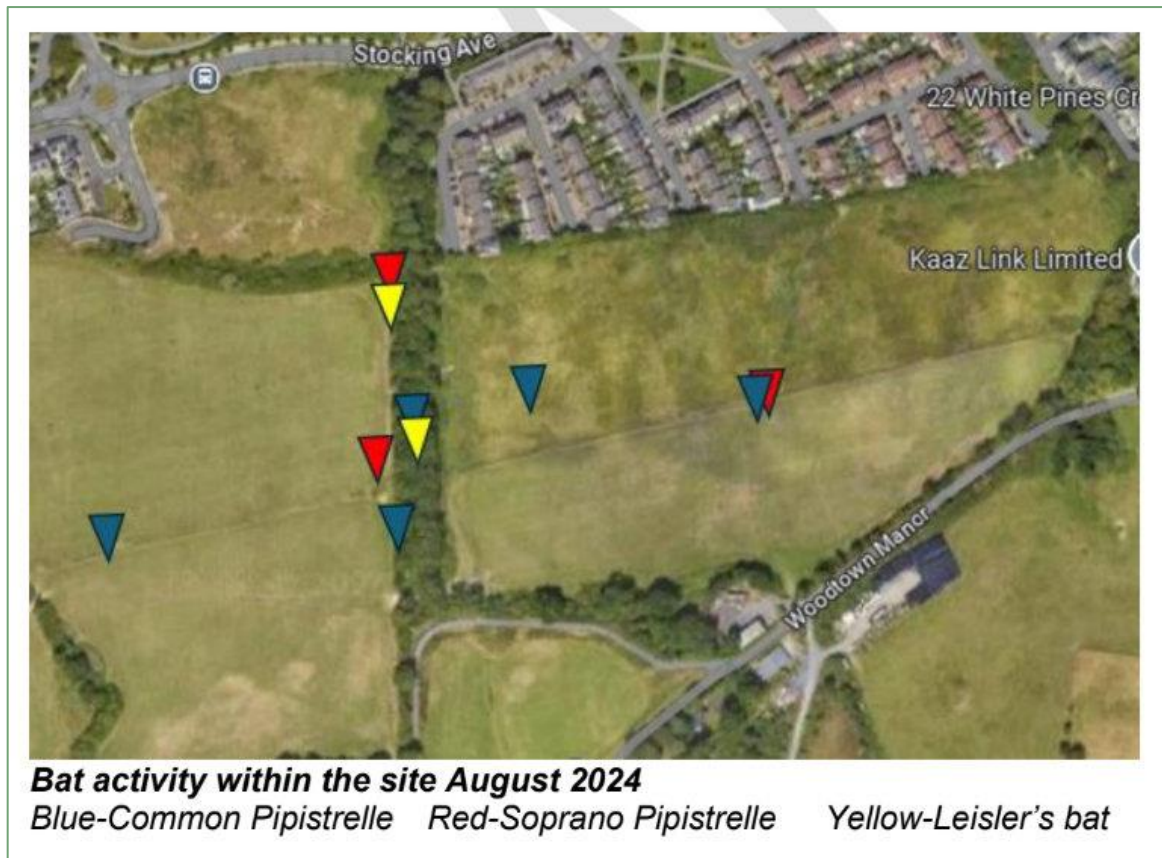 Stocking Ave
22 White Pines Cr
Kaaz Link Limited
Woodtown Manor
Bat activity within the site August 2024
Blue-Common Pipistrelle Red-Soprano Pipistrelle Yellow-Leisler's bat